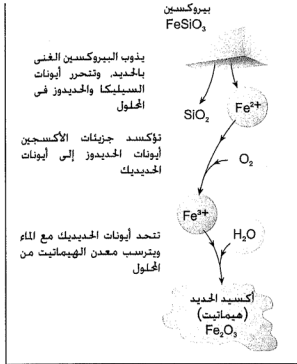 بيروكسين
FeSiO₃
يذوب البيروكسين الغنى
بالحديد، وتتحرر أيونات
السيليكا والحديدوز فى
المحلول
SiO₂
Fe²⁺
تؤكسد جزيئات الأكسجين
أيونات الحديدوز إلى أيونات
الحديديك
O₂
Fe³⁺
H₂O
تتحد أيونات الحديديك مع الماء
ويترسب معدن الهيماتيت من
المحلول
أكسيد الحديد
(هيماتيت)
Fe₂O₃